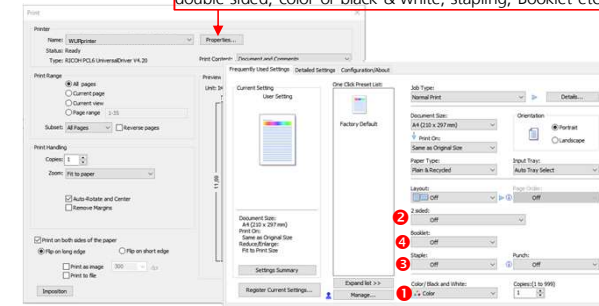 double sided, color or black & white, stapling, Booklet etc
Print
Printer
Name: WURprinter
Properties...
Status: Ready
Type: RICOH PCL6 UniversalDriver V4.20
Print Content: Document and Comments
Print Range
All pages
Current page
Current view
Page range 1-35
Subset: All Pages
Reverse pages
Print Handling
Copies: 1
Zoom: Fit to paper
Auto-Rotate and Center
Remove Margins
Print on both sides of the paper
Flip on long edge
Flip on short edge
Print as image 300 dpi
Print to file
Imposition
Preview
11,69
Frequently Used Settings Detailed Settings Configuration/About
Current Setting
User Setting
Document Size:
A4 (210 x 297 mm)
Print On:
Same as Original Size
Reduce/Enlarge:
Fit to Print Size
Settings Summary
Register Current Settings...
One Click Preset List:
Factory Default
Expand list >>
Manage...
Job Type:
Normal Print
Details...
Document Size:
A4 (210 x 297 mm)
Print On:
Same as Original Size
Orientation
Portrait
Landscape
Paper Type:
Plain & Recycled
Input Tray:
Auto Tray Select
Layout:
Off
Page Order:
Off
2 sided:
2
Off
Booklet:
4
Off
Staple:
3
Off
Punch:
Off
Color/ Black and White:
1
Color
Copies:(1 to 999)
1